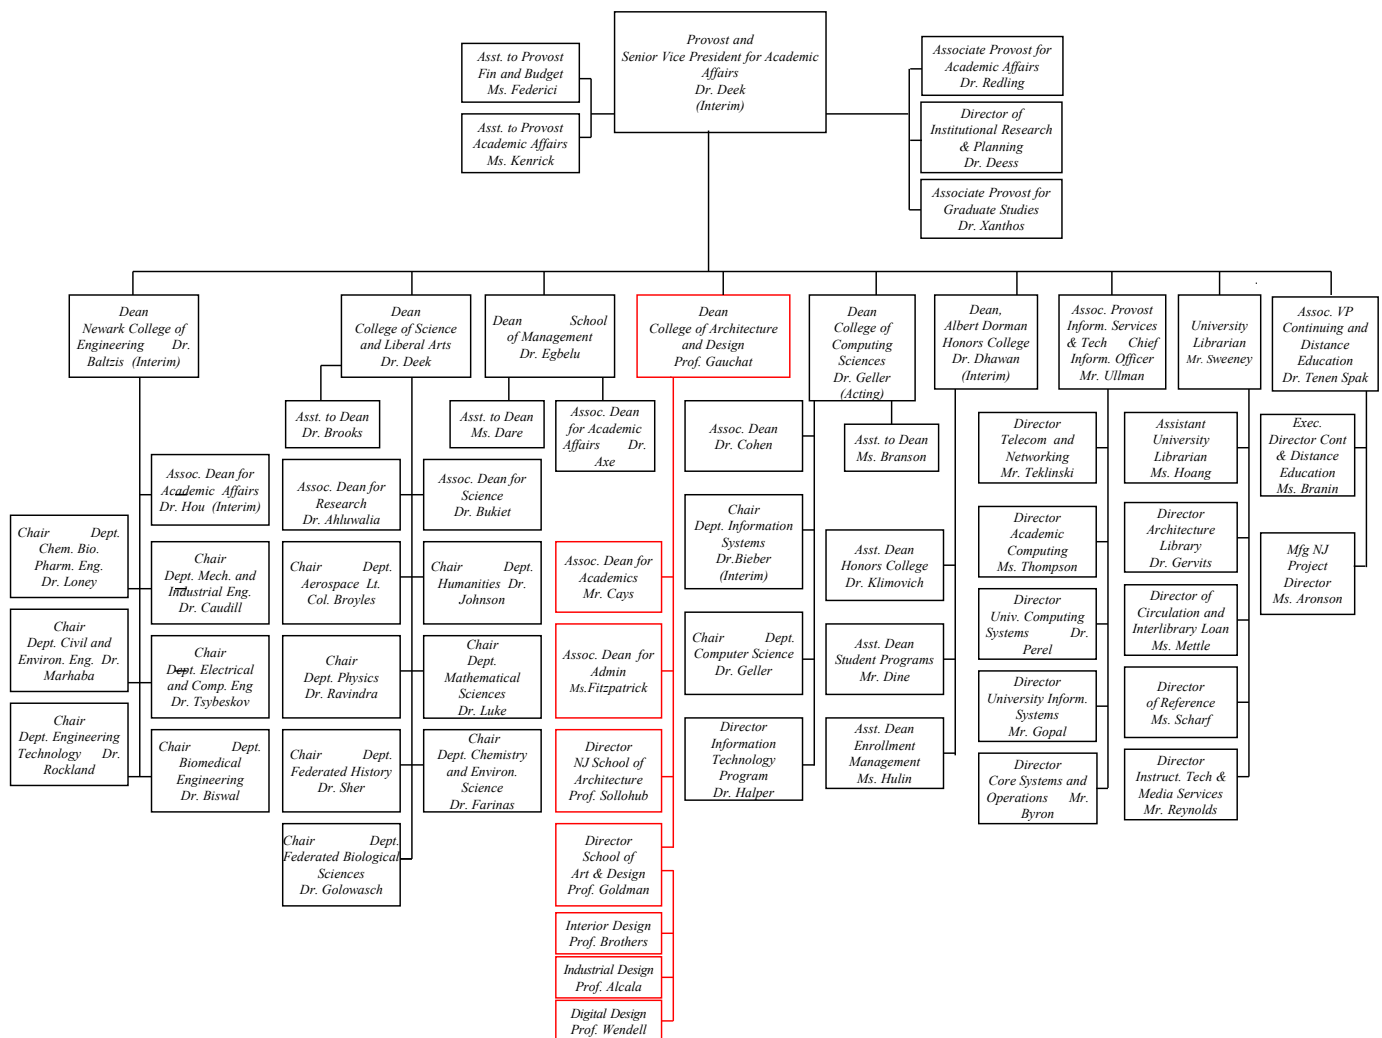 Provost and
Senior Vice President for Academic
Affairs
Dr. Deek
(Interim)
Asst. to Provost
Fin and Budget
Ms. Federici
Asst. to Provost
Academic Affairs
Ms. Kenrick
Associate Provost for
Academic Affairs
Dr. Redling
Director of
Institutional Research
& Planning
Dr. Deess
Associate Provost for
Graduate Studies
Dr. Xanthos
Dean
Newark College of
Engineering Dr.
Baltzis (Interim)
Dean
College of Science
and Liberal Arts
Dr. Deek
Dean School
of Management
Dr. Egbelu
Dean
College of Architecture
and Design
Prof. Gauchat
Dean
College of
Computing
Sciences
Dr. Geller
(Acting)
Dean,
Albert Dorman
Honors College
Dr. Dhawan
(Interim)
Assoc. Provost
Inform. Services
& Tech Chief
Inform. Officer
Mr. Ullman
University
Librarian
Mr. Sweeney
Assoc. VP
Continuing and
Distance
Education
Dr. Tenen Spak
Assoc. Dean for
Academic Affairs
Dr. Hou (Interim)
Chair Dept.
Chem. Bio.
Pharm. Eng.
Dr. Loney
Chair
Dept. Mech. and
Industrial Eng.
Dr. Caudill
Chair
Dept. Civil and
Environ. Eng. Dr.
Marhaba
Chair
Dept. Electrical
and Comp. Eng
Dr. Tsybeskov
Chair
Dept. Engineering
Technology Dr.
Rockland
Chair Dept.
Biomedical
Engineering
Dr. Biswal
Asst. to Dean
Dr. Brooks
Assoc. Dean for
Research
Dr. Ahluwalia
Assoc. Dean for
Science
Dr. Bukiet
Chair Dept.
Aerospace Lt.
Col. Broyles
Chair Dept.
Humanities Dr.
Johnson
Chair
Dept. Physics
Dr. Ravindra
Chair
Dept.
Mathematical
Sciences
Dr. Luke
Chair Dept.
Federated History
Dr. Sher
Chair
Dept. Chemistry
and Environ.
Science
Dr. Farinas
Chair Dept.
Federated Biological
Sciences
Dr. Golowasch
Asst. to Dean
Ms. Dare
Assoc. Dean
for Academic
Affairs Dr.
Axe
Assoc. Dean for
Academics
Mr. Cays
Assoc. Dean for
Admin
Ms.Fitzpatrick
Director
NJ School of
Architecture
Prof. Sollohub
Director
School of
Art & Design
Prof. Goldman
Interior Design
Prof. Brothers
Industrial Design
Prof. Alcala
Digital Design
Prof. Wendell
Assoc. Dean
Dr. Cohen
Asst. to Dean
Ms. Branson
Chair
Dept. Information
Systems
Dr.Bieber
(Interim)
Chair Dept.
Computer Science
Dr. Geller
Director
Information
Technology
Program
Dr. Halper
Asst. Dean
Honors College
Dr. Klimovich
Asst. Dean
Student Programs
Mr. Dine
Asst. Dean
Enrollment
Management
Ms. Hulin
Director
Telecom and
Networking
Mr. Teklinski
Director
Academic
Computing
Ms. Thompson
Director
Univ. Computing
Systems Dr.
Perel
Director
University Inform.
Systems
Mr. Gopal
Director
Core Systems and
Operations Mr.
Byron
Assistant
University
Librarian
Ms. Hoang
Director
Architecture
Library
Dr. Gervits
Director of
Circulation and
Interlibrary Loan
Ms. Mettle
Director
of Reference
Ms. Scharf
Director
Instruct. Tech &
Media Services
Mr. Reynolds
Exec.
Director Cont
& Distance
Education
Ms. Branin
Mfg NJ
Project
Director
Ms. Aronson